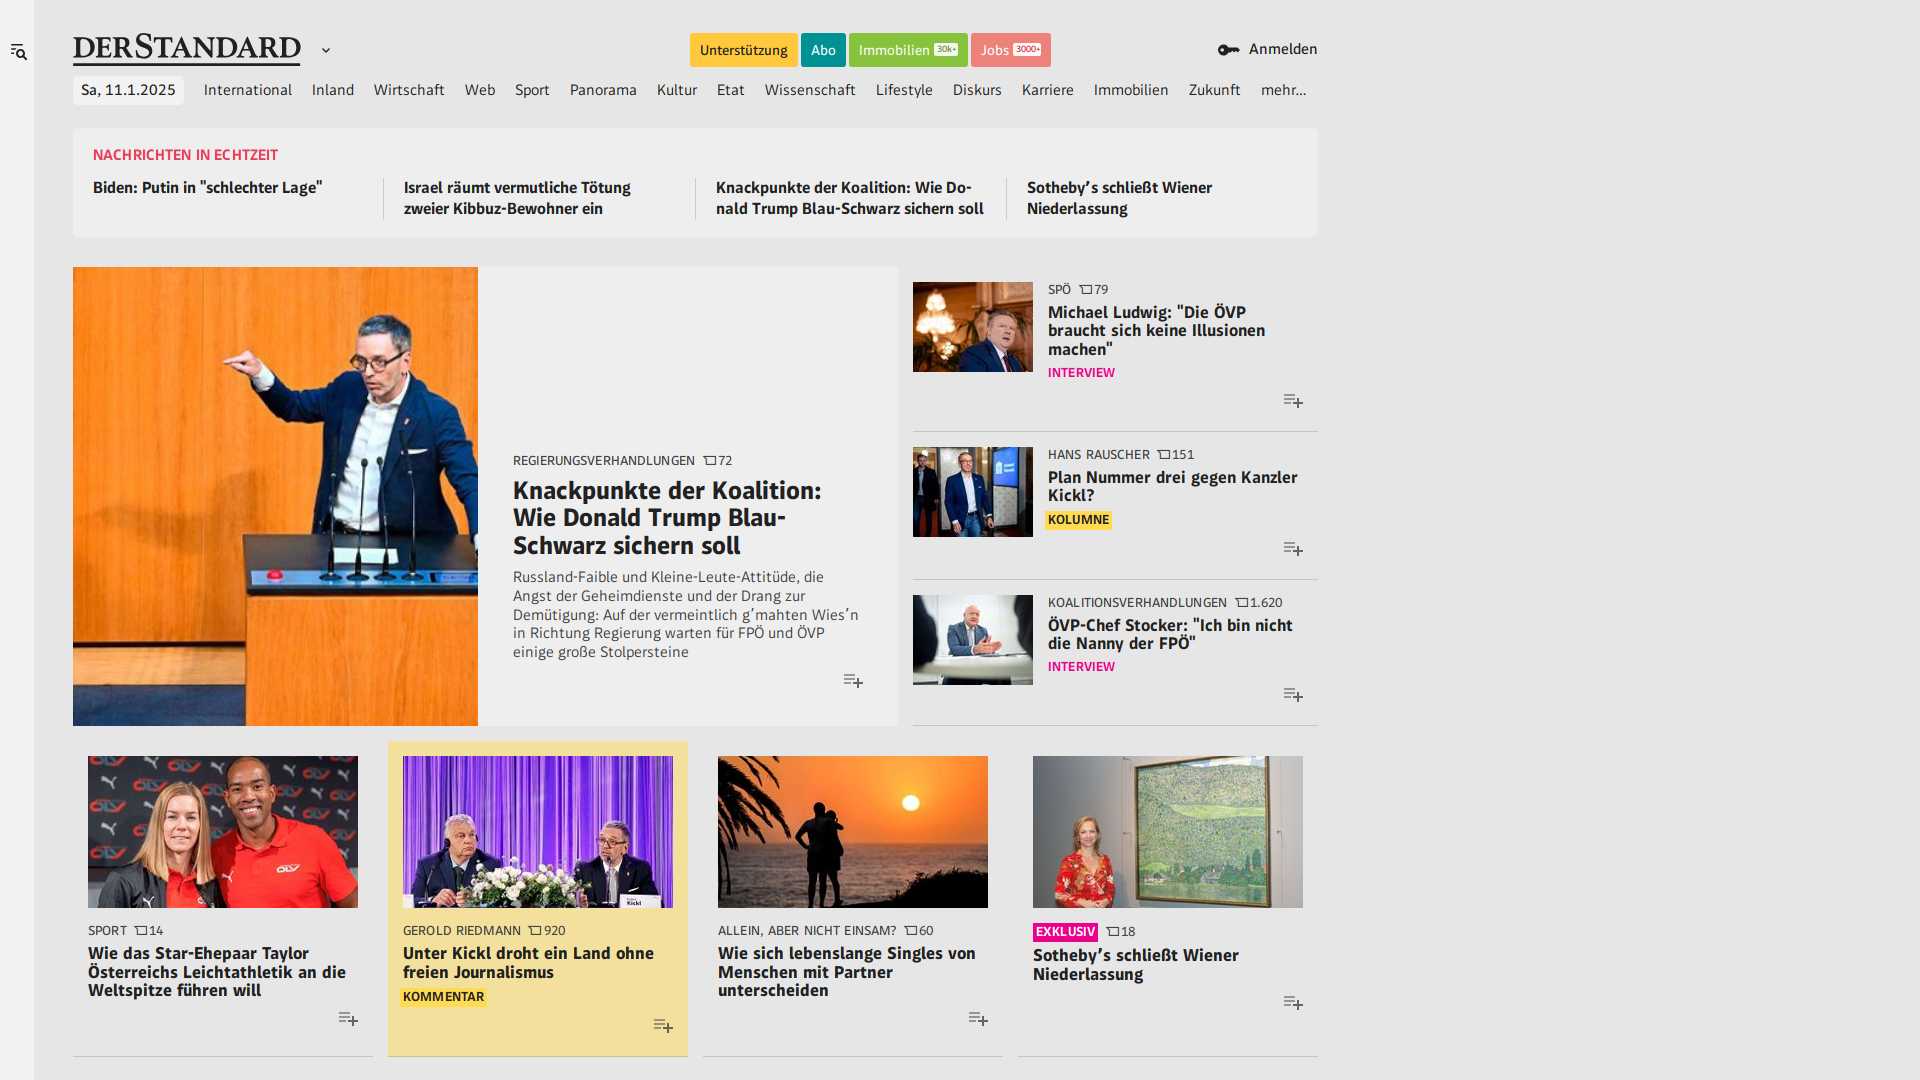 DERSTANDARD
Unterstützung
Abo
Immobilien 30k+
Jobs 3000+
Anmelden
Sa, 11.1.2025
International
Inland
Wirtschaft
Web
Sport
Panorama
Kultur
Etat
Wissenschaft
Lifestyle
Diskurs
Karriere
Immobilien
Zukunft
mehr…
NACHRICHTEN IN ECHTZEIT
Biden: Putin in "schlechter Lage"
Israel räumt vermutliche Tötung
zweier Kibbuz-Bewohner ein
Knackpunkte der Koalition: Wie Do-
nald Trump Blau-Schwarz sichern soll
Sotheby’s schließt Wiener
Niederlassung
REGIERUNGSVERHANDLUNGEN 72
Knackpunkte der Koalition:
Wie Donald Trump Blau-
Schwarz sichern soll
Russland-Faible und Kleine-Leute-Attitüde, die
Angst der Geheimdienste und der Drang zur
Demütigung: Auf der vermeintlich g’mahten Wies’n
in Richtung Regierung warten für FPÖ und ÖVP
einige große Stolpersteine
SPÖ 79
Michael Ludwig: "Die ÖVP
braucht sich keine Illusionen
machen"
INTERVIEW
HANS RAUSCHER 151
Plan Nummer drei gegen Kanzler
Kickl?
KOLUMNE
KOALITIONSVERHANDLUNGEN 1.620
ÖVP-Chef Stocker: "Ich bin nicht
die Nanny der FPÖ"
INTERVIEW
SPORT 14
Wie das Star-Ehepaar Taylor
Österreichs Leichtathletik an die
Weltspitze führen will
Kickl
GEROLD RIEDMANN 920
Unter Kickl droht ein Land ohne
freien Journalismus
KOMMENTAR
ALLEIN, ABER NICHT EINSAM? 60
Wie sich lebenslange Singles von
Menschen mit Partner
unterscheiden
EXKLUSIV 18
Sotheby’s schließt Wiener
Niederlassung